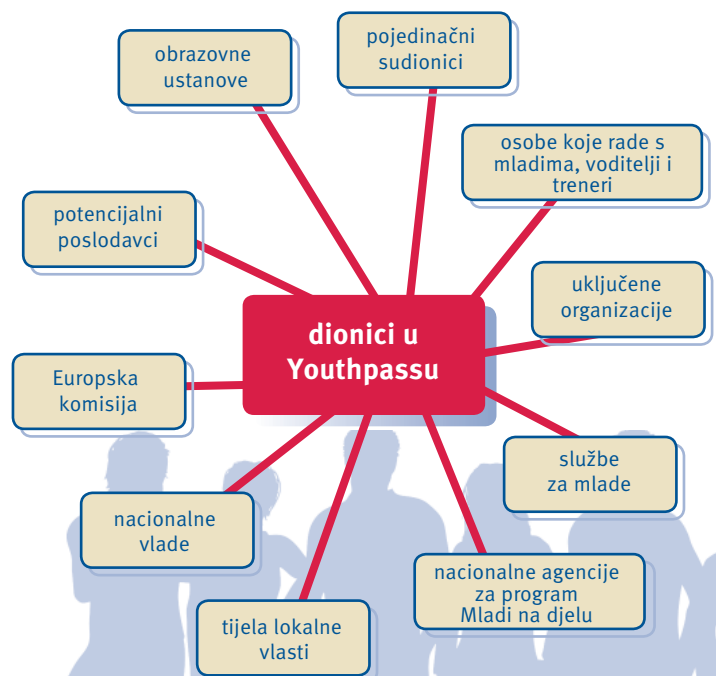 pojedinačni
sudionici
obrazovne
ustanove
osobe koje rade s
mladima, voditelji i
treneri
potencijalni
poslodavci
uključene
organizacije
dionici u
Youthpassu
Europska
komisija
službe
za mlade
nacionalne
vlade
nacionalne agencije
za program
Mladi na djelu
tijela lokalne
vlasti